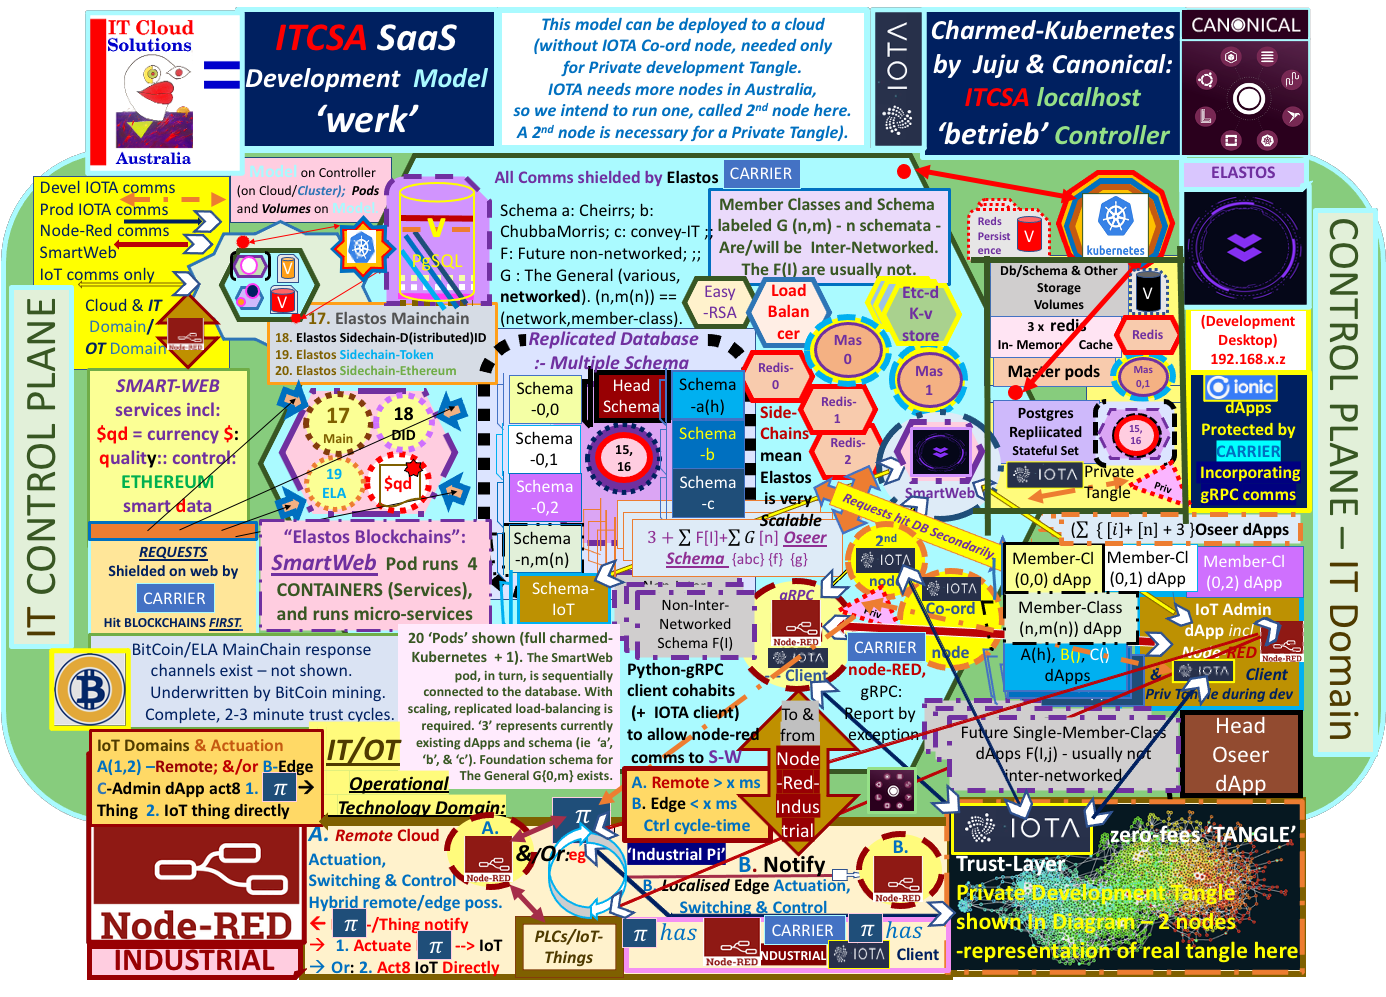 IT Cloud
Solutions
Australia
ITCSA SaaS
Development Model
‘werk’
This model can be deployed to a cloud
(without IOTA Co-ord node, needed only
for Private development Tangle.
IOTA needs more nodes in Australia,
so we intend to run one, called 2nd node here.
A 2nd node is necessary for a Private Tangle).
IOTA
Charmed-Kubernetes
by Juju & Canonical:
ITCSA localhost
‘betrieb’ Controller
CANONICAL
Devel IOTA comms
Prod IOTA comms
Node-Red comms
SmartWeb
IoT comms only
Cloud & IT
Domain/
OT Domain
Node-RED
Model on Controller
(on Cloud/Cluster); Pods
and Volumes on Model
V
V
V
PgSQL
All Comms shielded by Elastos
CARRIER
Schema a: Cheirrs; b:
ChubbaMorris; c: convey-IT ;;
F: Future non-networked; ;;
G : The General (various,
networked). (n,m(n)) ==
(network,member-class).
Member Classes and Schema
labeled G (n,m) - n schemata -
Are/will be Inter-Networked.
The F(I) are usually not.
Reds
Persist
ence
V
kubernetes
ELASTOS
IT CONTROL PLANE
IT CONTROL PLANE – IT Domain
17. Elastos Mainchain
18. Elastos Sidechain-D(istributed)ID
19. Elastos Sidechain-Token
20. Elastos Sidechain-Ethereum
Easy
-RSA
Load
Balan
cer
Etc-d
K-v
store
Mas
0
Mas
1
Redis-
0
Redis-
1
Redis-
2
Db/Schema & Other
Storage
Volumes
V
3 x redis
In- Memory Cache
Redis
Master pods
Mas
0,1
Postgres
Repliicated
Stateful Set
15,
16
IOTA
Private
Tangle
Priv
(Development
Desktop)
192.168.x.z
ionic
dApps
Protected by
CARRIER
Incorporating
gRPC comms
SMART-WEB
services incl:
$qd = currency $:
quality:: control:
ETHEREUM
smart data
17
Main
18
DID
19
ELA
$qd
Replicated Database
:- Multiple Schema
Schema
-0,0
Schema
-0,1
Schema
-0,2
Schema
-n,m(n)
Schema-
IoT
Head
Schema
15,
16
Schema
-a(h)
Schema
-b
Schema
-c
Side-
Chains
mean
Elastos
is very
Scalable
SmartWeb
Requests hit DB Secondarily
3 + ∑ F[I]+∑ G [n] Oseer
Schema {abc} {f} {g}
REQUESTS
Shielded on web by
CARRIER
Hit BLOCKCHAINS FIRST.
“Elastos Blockchains”:
SmartWeb Pod runs 4
CONTAINERS (Services),
and runs micro-services
Non-Inter-
Networked
Schema F(I)
gRPC
Node-RED
IOTA
Client
Priv
2nd
IOTA
node
IOTA
Co-ord
node
(∑ { [i]+ [n] + 3 }Oseer dApps
Member-Cl
(0,0) dApp
Member-Cl
(0,1) dApp
Member-Cl
(0,2) dApp
Member-Class
(n,m(n)) dApp
A(h), B(), C()
dApps
IoT Admin
dApp incl
Node-RED
Node-RED
IOTA
& Client
Priv Tangle during dev
BitCoin/ELA MainChain response
channels exist – not shown.
Underwritten by BitCoin mining.
Complete, 2-3 minute trust cycles.
20 ‘Pods’ shown (full charmed-
Kubernetes + 1). The SmartWeb
pod, in turn, is sequentially
connected to the database. With
scaling, replicated load-balancing is
required. ‘3’ represents currently
existing dApps and schema (ie ‘a’,
‘b’, & ‘c’). Foundation schema for
The General G{0,m} exists.
Python-gRPC
client cohabits
(+ IOTA client)
to allow node-red
comms to S-W
CARRIER
node-RED,
gRPC:
Report by
exception
To &
from
Node
-Red-
Indus
trial
Future Single-Member-Class
dApps F(I,j) - usually not
inter-networked
Head
Oseer
dApp
IoT Domains & Actuation
A(1,2) –Remote; &/or B-Edge
C-Admin dApp act8 1. π →
Thing 2. IoT thing directly
IT/OT
Operational
Technology Domain:
A. Remote > x ms
B. Edge < x ms
Ctrl cycle-time
‘Industrial Pi’
Node-RED
INDUSTRIAL
A. Remote Cloud
Actuation,
Switching & Control
Hybrid remote/edge poss.
← π -/Thing notify
→ 1. Actuate π --> IoT
→ Or: 2. Act8 IoT Directly
A.
Node-RED
&/Or eg
π
PLCs/IoT-
Things
B. Notify
B. Localised Edge Actuation,
Switching & Control
B.
Node-RED
π has
Node-RED
CARRIER
NDUSTRIAL
π has
IOTA
Client
IOTA
zero-fees ‘TANGLE’
Trust-Layer
Private Development Tangle
shown in Diagram – 2 nodes
-representation of real tangle here